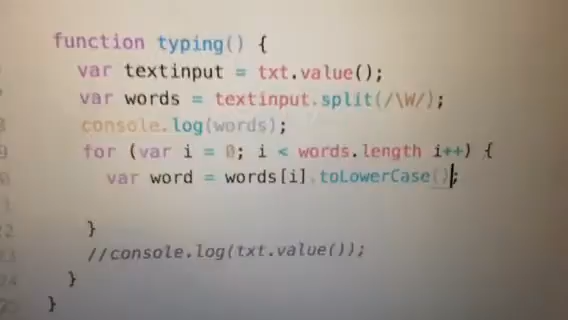 function typing() {
var textinput = txt.value();
var words = textinput.split(/\W/);
console.log(words);
for (var i = 0; i < words.length i++) {
var word = words[i].toLowerCase();
}
//console.log(txt.value());
}
}